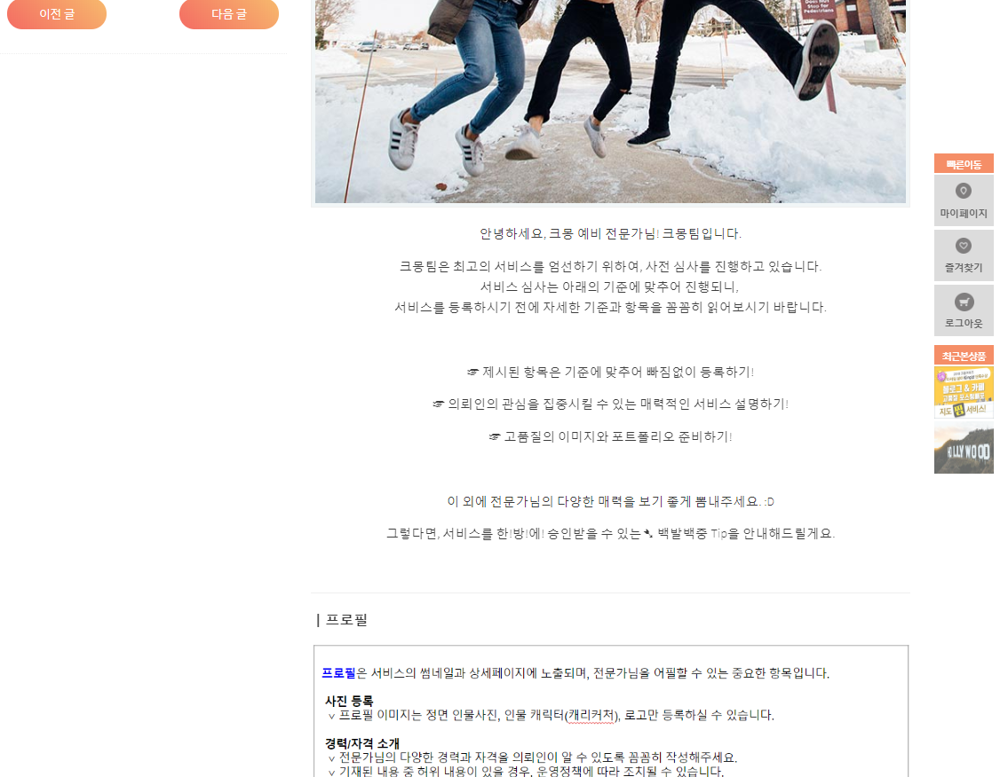 이전 글
다음 글
Do Not
Stop for
Pedestrians
안녕하세요, 크몽 예비 전문가님! 크몽팀입니다.
크몽팀은 최고의 서비스를 엄선하기 위하여, 사전 심사를 진행하고 있습니다.
서비스 심사는 아래의 기준에 맞추어 진행되니,
서비스를 등록하시기 전에 자세한 기준과 항목을 꼼꼼히 읽어보시기 바랍니다.
☞ 제시된 항목은 기준에 맞추어 빠짐없이 등록하기!
☞ 의뢰인의 관심을 집중시킬 수 있는 매력적인 서비스 설명하기!
☞ 고품질의 이미지와 포트폴리오 준비하기!
이 외에 전문가님의 다양한 매력을 보기 좋게 뽐내주세요. :D
그렇다면, 서비스를 한!방!에! 승인받을 수 있는➷ 백발백중 Tip을 안내해드릴게요.
| 프로필
프로필은 서비스의 썸네일과 상세페이지에 노출되며, 전문가님을 어필할 수 있는 중요한 항목입니다.
사진 등록
∨ 프로필 이미지는 정면 인물사진, 인물 캐릭터(캐리커처), 로고만 등록하실 수 있습니다.
경력/자격 소개
∨ 전문가님의 다양한 경력과 자격을 의뢰인이 알 수 있도록 꼼꼼히 작성해주세요.
∨ 기재된 내용 중 허위 내용이 있을 경우, 운영정책에 따라 조치될 수 있습니다.
빠른이동
마이페이지
즐겨찾기
로그아웃
최근본상품
블로그 & 카페
지도 핌 서비스!
HOLLYWOOD